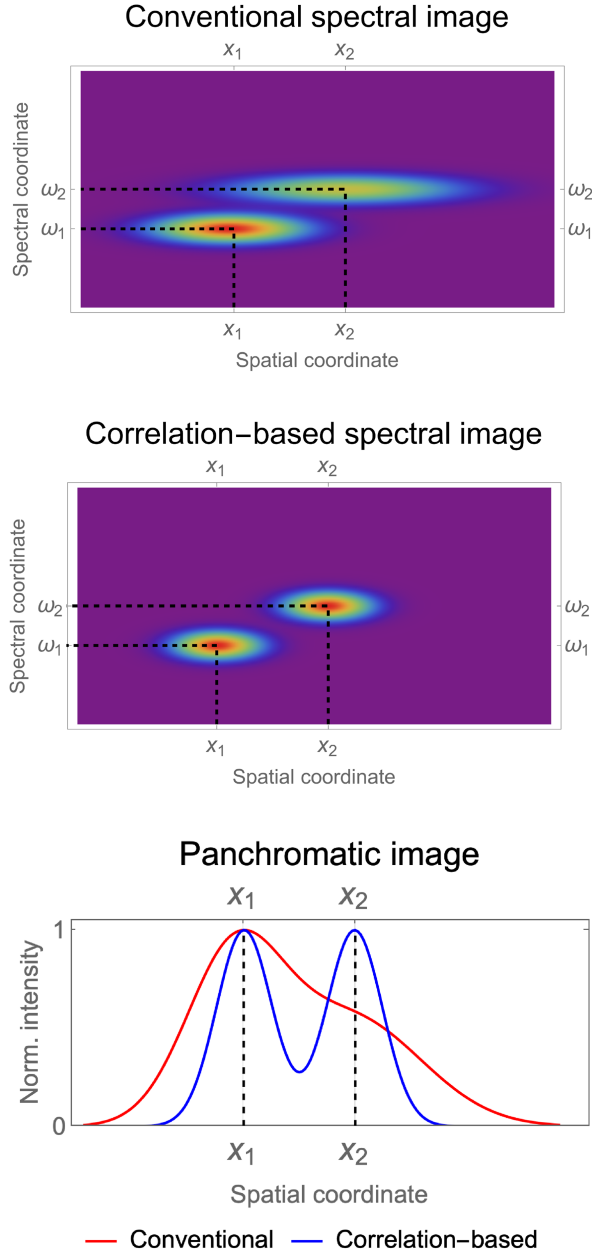 Conventional spectral image
x₁ x₂
Spectral coordinate
ω₂ ω₂
ω₁ ω₁
x₁ x₂
Spatial coordinate
Correlation–based spectral image
x₁ x₂
Spectral coordinate
ω₂ ω₂
ω₁ ω₁
x₁ x₂
Spatial coordinate
Panchromatic image
x₁ x₂
Norm. intensity
1
0
x₁ x₂
Spatial coordinate
Conventional Correlation–based